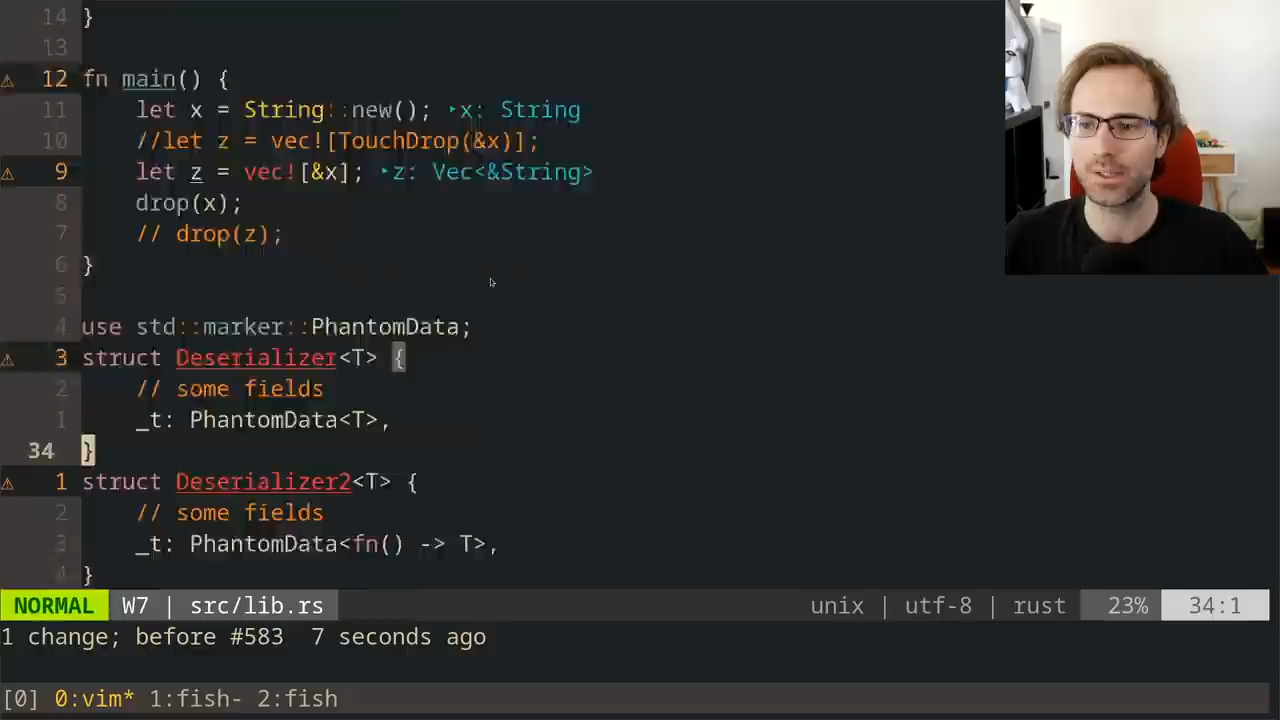 14 }
13
⚠ 12 fn main() {
11 let x = String::new(); ‣x: String
10 //let z = vec![TouchDrop(&x)];
⚠ 9 let z = vec![&x]; ‣z: Vec<&String>
8 drop(x);
7 // drop(z);
6 }
5
4 use std::marker::PhantomData;
⚠ 3 struct Deserializer<T> {
2 // some fields
1 _t: PhantomData<T>,
34 }
⚠ 1 struct Deserializer2<T> {
2 // some fields
3 _t: PhantomData<fn() -> T>,
4 }
NORMAL W7 | src/lib.rs unix | utf-8 | rust 23% 34:1
1 change; before #583 7 seconds ago
[0] 0:vim* 1:fish- 2:fish